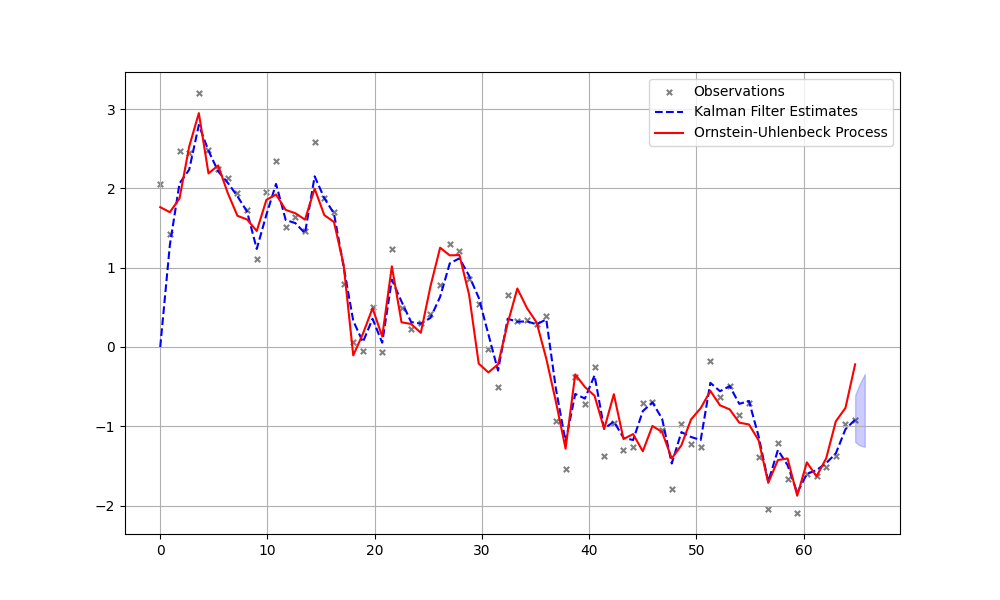 Observations
Kalman Filter Estimates
Ornstein-Uhlenbeck Process
3
2
1
0
−1
−2
0 10 20 30 40 50 60